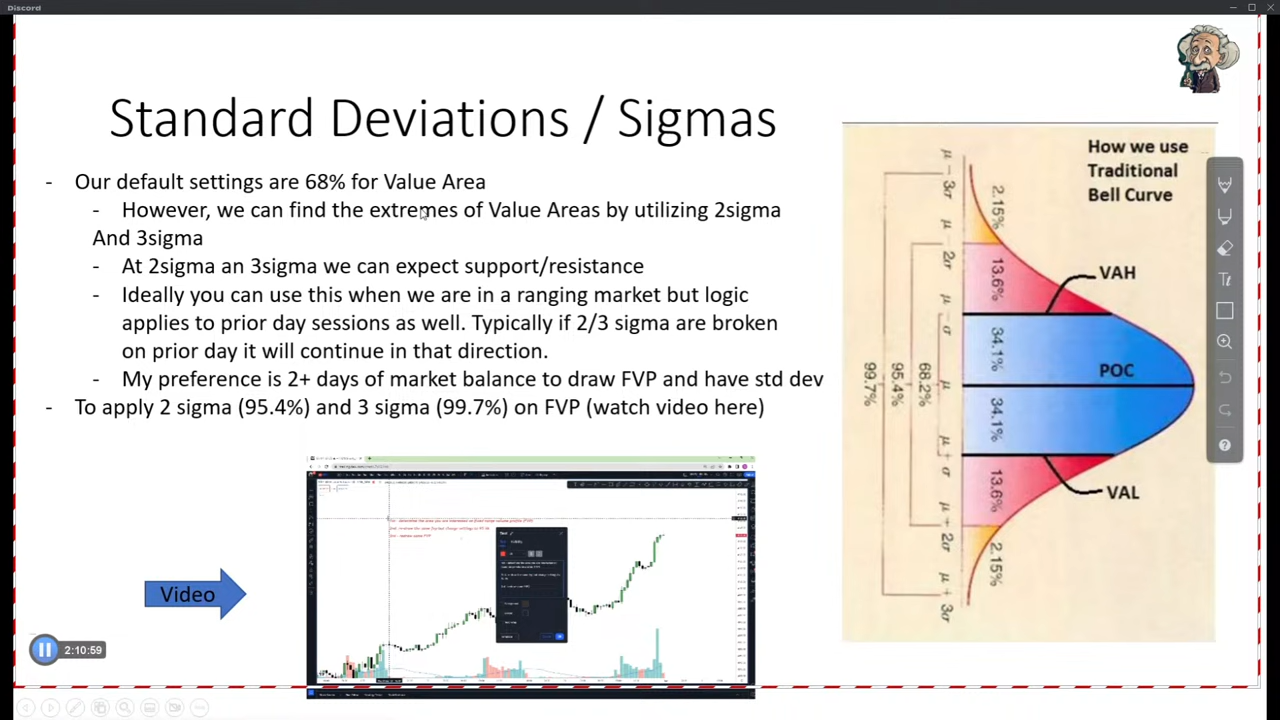 Discord
Standard Deviations / Sigmas
- Our default settings are 68% for Value Area
- However, we can find the extremes of Value Areas by utilizing 2sigma
And 3sigma
- At 2sigma an 3sigma we can expect support/resistance
- Ideally you can use this when we are in a ranging market but logic
applies to prior day sessions as well. Typically if 2/3 sigma are broken
on prior day it will continue in that direction.
- My preference is 2+ days of market balance to draw FVP and have std dev
- To apply 2 sigma (95.4%) and 3 sigma (99.7%) on FVP (watch video here)
Video
2:10:59
How we use
Traditional
Bell Curve
VAH
POC
VAL
2.15%
13.6%
34.1%
34.1%
13.6%
2.15%
μ − 3σ
μ − 2σ
μ − σ
μ
μ + σ
μ + 2σ
μ + 3σ
68.2%
95.4%
99.7%
Tt